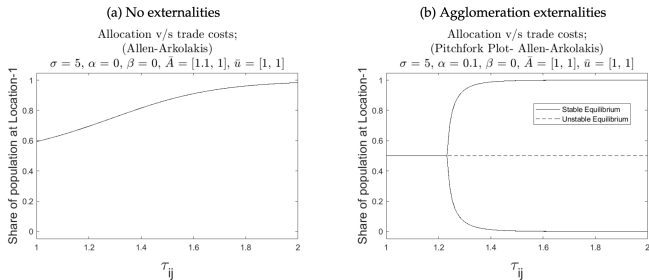 (a) No externalities
Allocation v/s trade costs;
(Allen-Arkolakis)
σ = 5, α = 0, β = 0, Ā = [1.1, 1], ū = [1, 1]
Share of population at Location-1
1
0.8
0.6
0.4
0.2
0
1 1.2 1.4 1.6 1.8 2
τij
(b) Agglomeration externalities
Allocation v/s trade costs;
(Pitchfork Plot- Allen-Arkolakis)
σ = 5, α = 0.1, β = 0, Ā = [1, 1], ū = [1, 1]
Share of population at Location-1
1
0.8
0.6
0.4
0.2
0
Stable Equilibrium
Unstable Equilibrium
1 1.2 1.4 1.6 1.8 2
τij